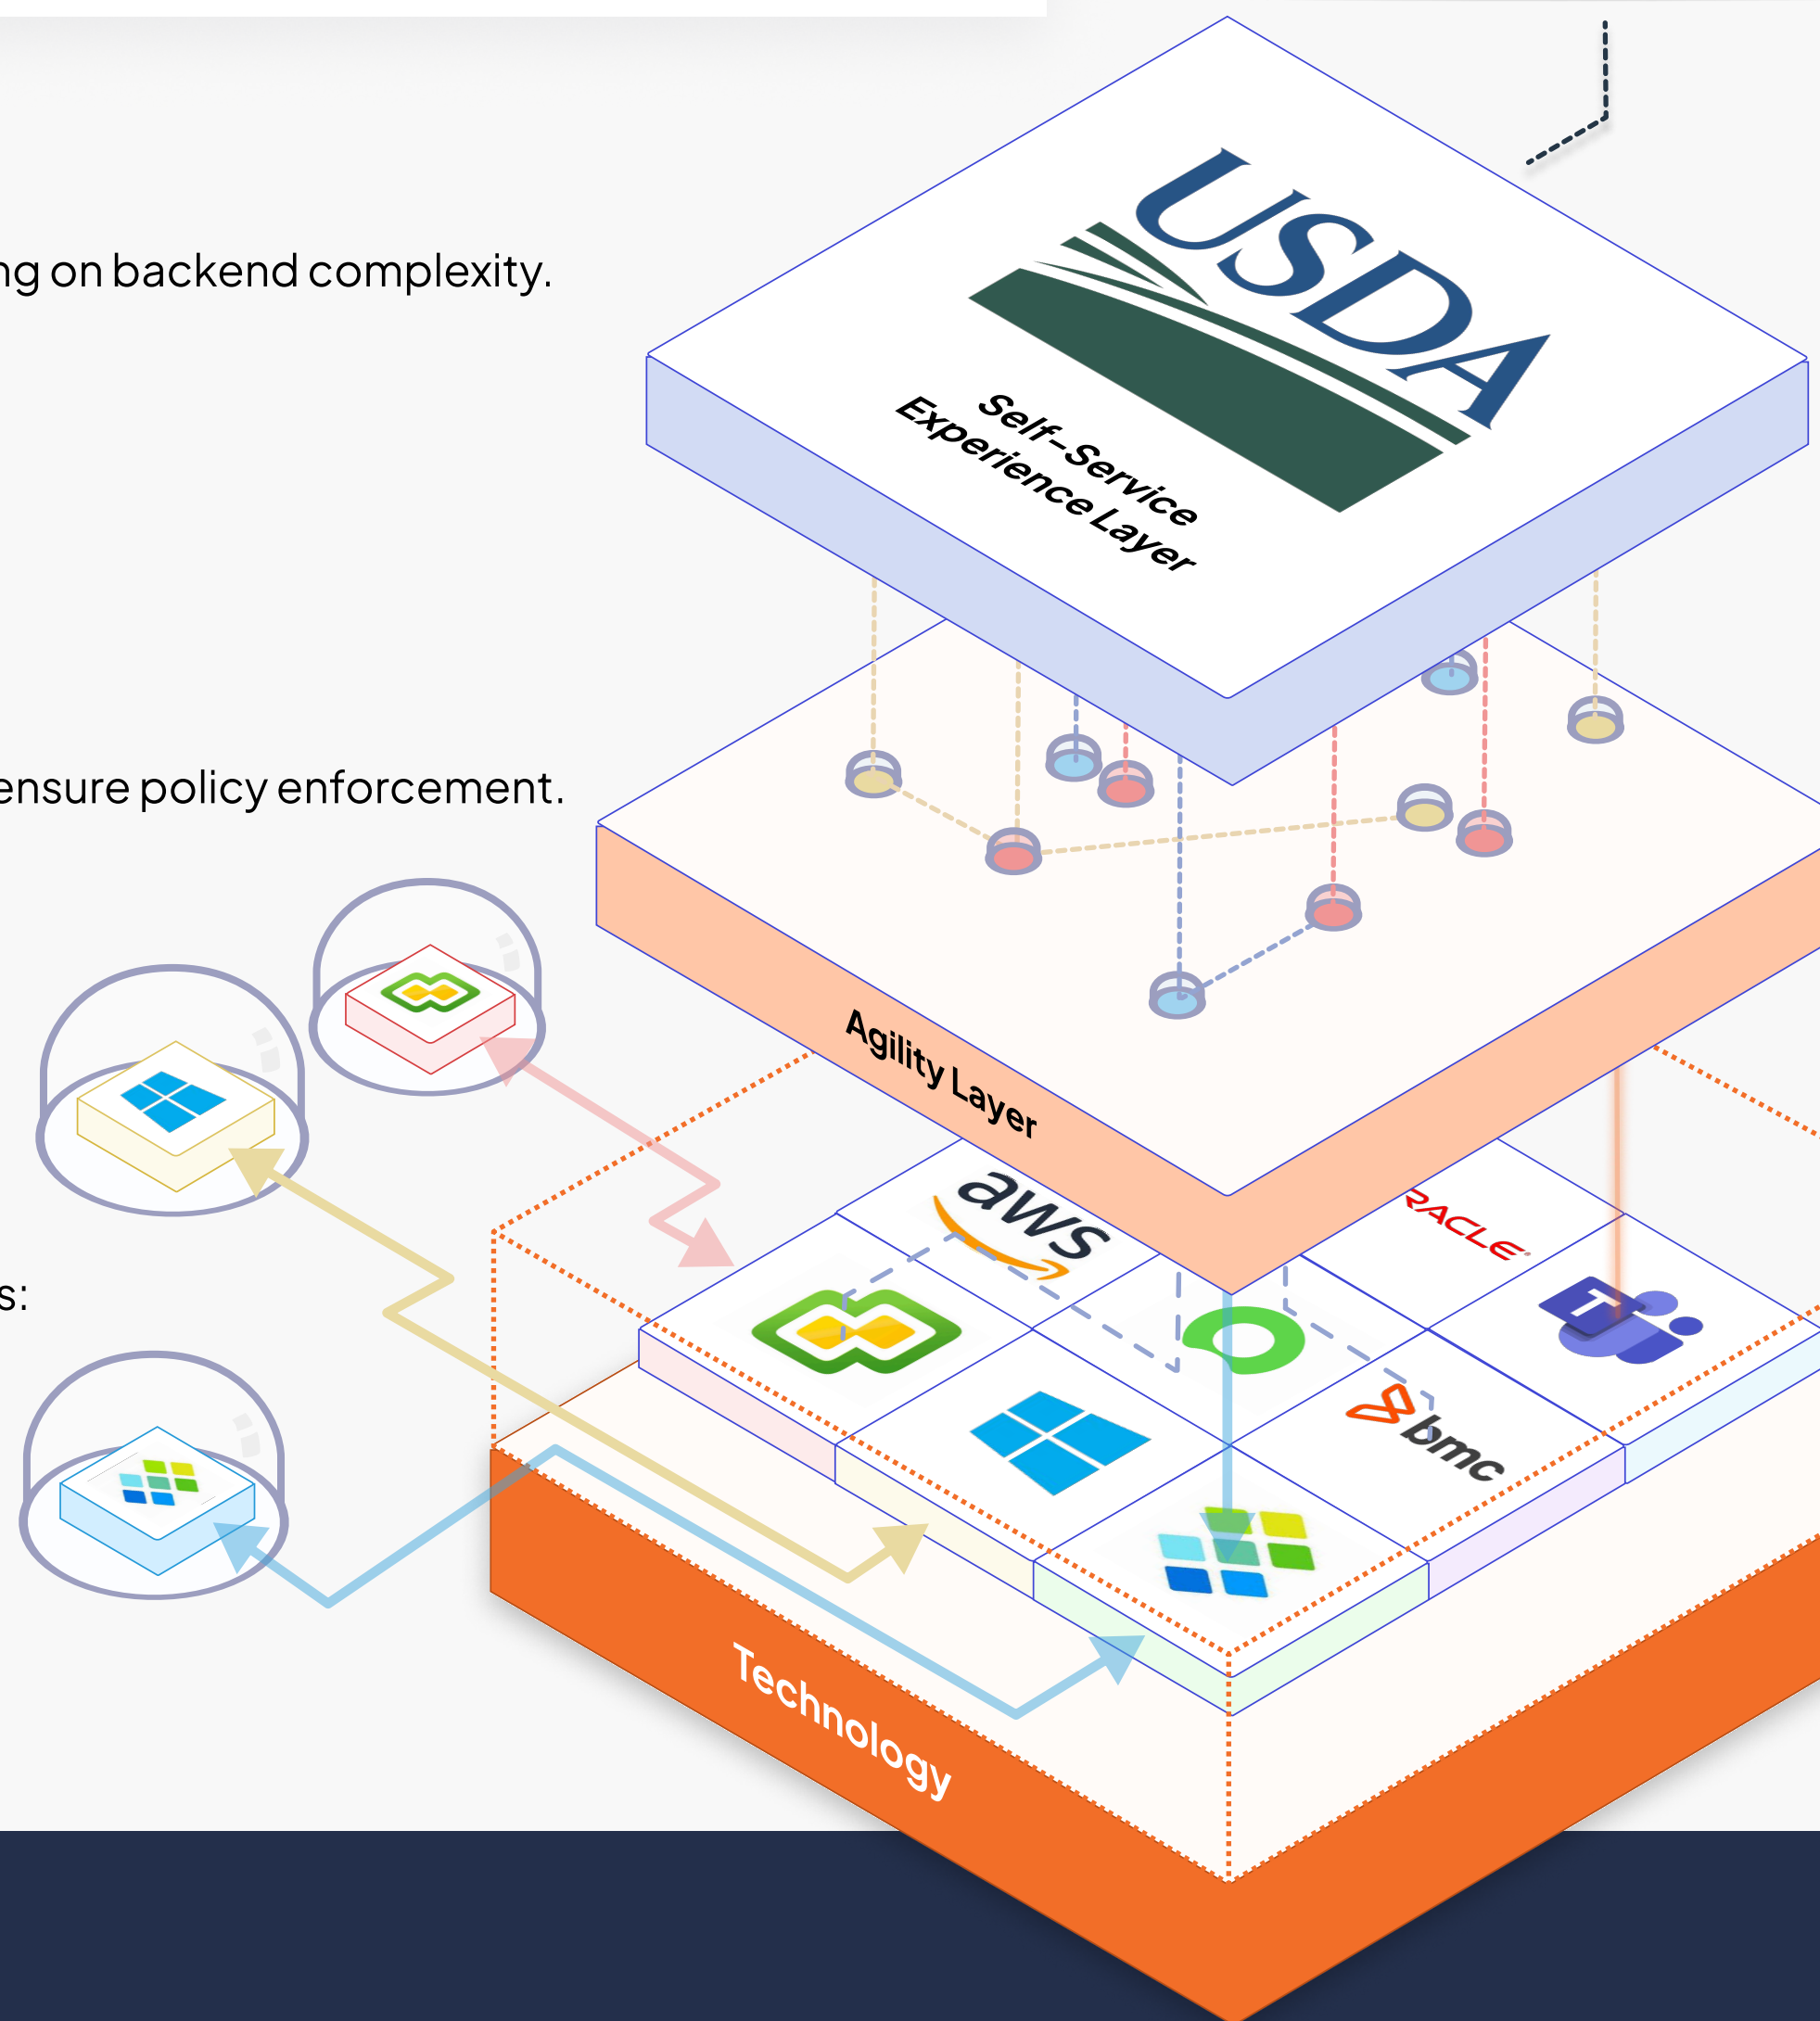 ng on backend complexity.
USDA
Self-Service
Experience Layer
ensure policy enforcement.
Agility Layer
s:
aws
RACLE
T
bmc
Technology